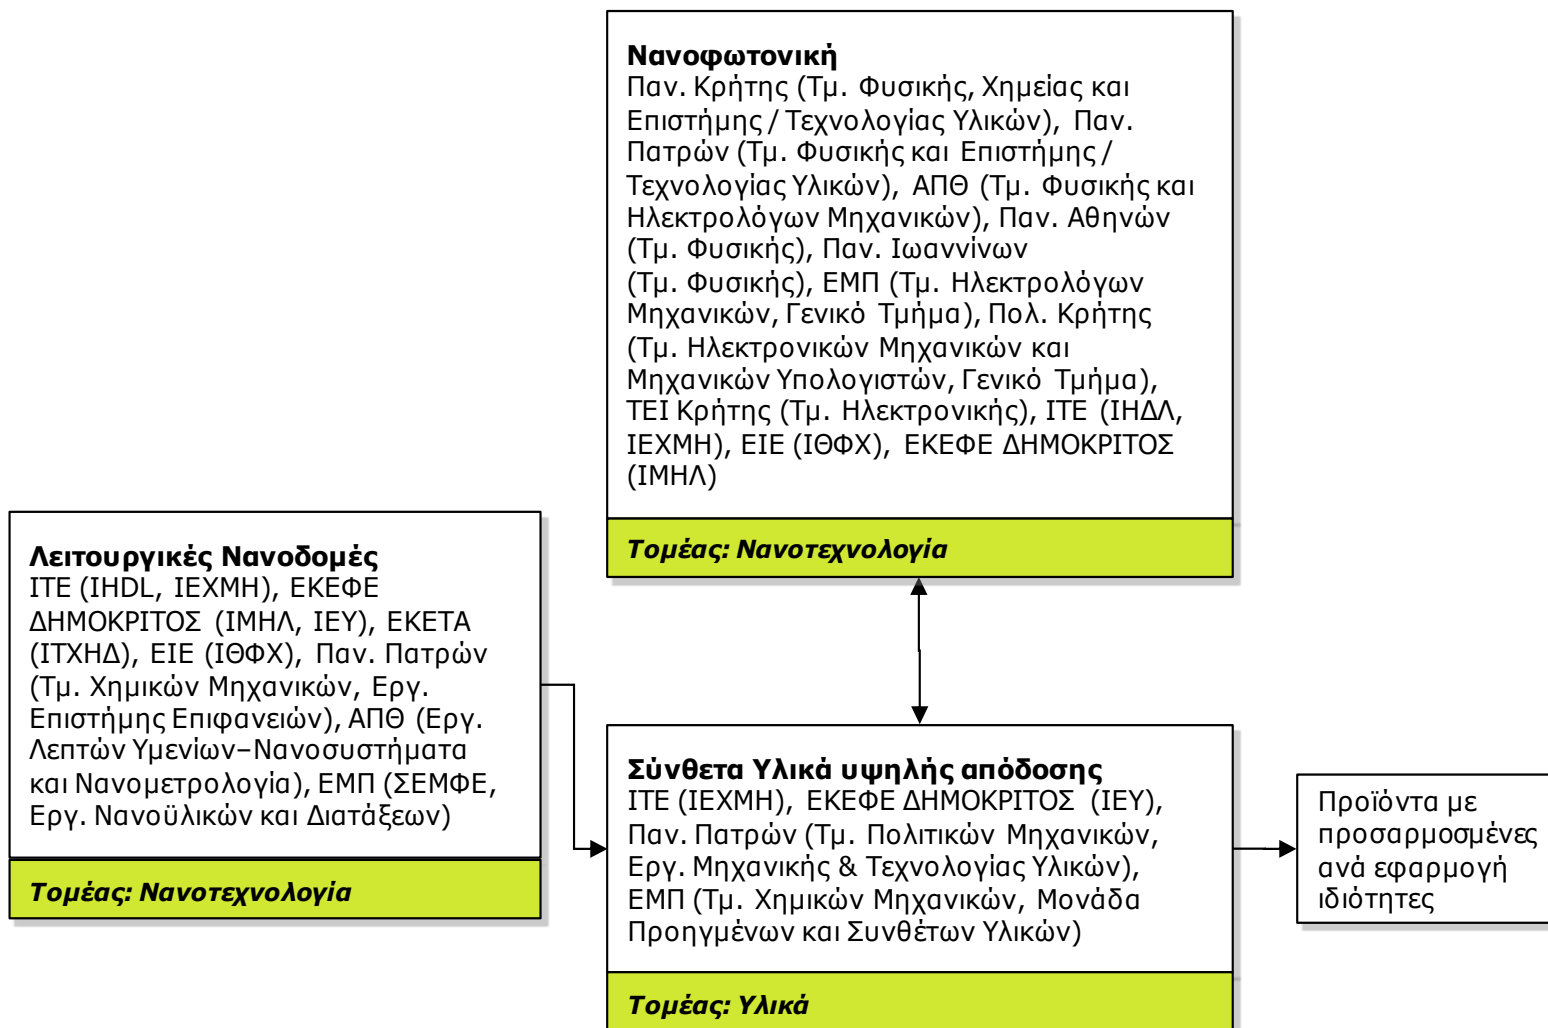 Νανοφωτονική
Παν. Κρήτης (Τμ. Φυσικής, Χημείας και
Επιστήμης / Τεχνολογίας Υλικών), Παν.
Πατρών (Τμ. Φυσικής και Επιστήμης /
Τεχνολογίας Υλικών), ΑΠΘ (Τμ. Φυσικής και
Ηλεκτρολόγων Μηχανικών), Παν. Αθηνών
(Τμ. Φυσικής), Παν. Ιωαννίνων
(Τμ. Φυσικής), ΕΜΠ (Τμ. Ηλεκτρολόγων
Μηχανικών, Γενικό Τμήμα), Πολ. Κρήτης
(Τμ. Ηλεκτρονικών Μηχανικών και
Μηχανικών Υπολογιστών, Γενικό Τμήμα),
ΤΕΙ Κρήτης (Τμ. Ηλεκτρονικής), ΙΤΕ (ΙΗΔΛ,
ΙΕΧΜΗ), ΕΙΕ (ΙΘΦΧ), ΕΚΕΦΕ ΔΗΜΟΚΡΙΤΟΣ
(ΙΜΗΛ)
Τομέας: Νανοτεχνολογία
Λειτουργικές Νανοδομές
ΙΤΕ (IHDL, ΙΕΧΜΗ), ΕΚΕΦΕ
ΔΗΜΟΚΡΙΤΟΣ (ΙΜΗΛ, ΙΕΥ), ΕΚΕΤΑ
(ΙΤΧΗΔ), ΕΙΕ (ΙΘΦΧ), Παν. Πατρών
(Τμ. Χημικών Μηχανικών, Εργ.
Επιστήμης Επιφανειών), ΑΠΘ (Εργ.
Λεπτών Υμενίων–Νανοσυστήματα
και Νανομετρολογία), ΕΜΠ (ΣΕΜΦΕ,
Εργ. Νανοϋλικών και Διατάξεων)
Τομέας: Νανοτεχνολογία
Σύνθετα Υλικά υψηλής απόδοσης
ΙΤΕ (ΙΕΧΜΗ), ΕΚΕΦΕ ΔΗΜΟΚΡΙΤΟΣ (ΙΕΥ),
Παν. Πατρών (Τμ. Πολιτικών Μηχανικών,
Εργ. Μηχανικής & Τεχνολογίας Υλικών),
ΕΜΠ (Τμ. Χημικών Μηχανικών, Μονάδα
Προηγμένων και Συνθέτων Υλικών)
Τομέας: Υλικά
Προϊόντα με
προσαρμοσμένες
ανά εφαρμογή
ιδιότητες